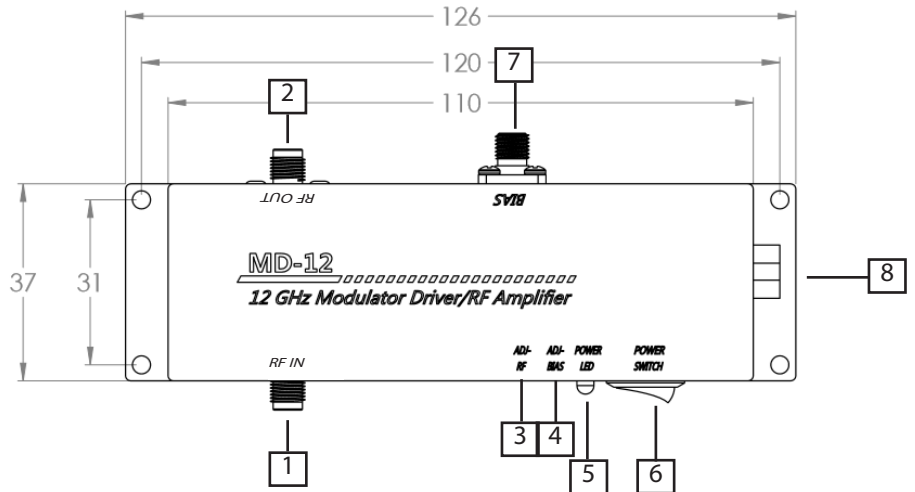 126
120
7
110
2
RF OUT
BIAS
37
31
MD-12
12 GHz Modulator Driver/RF Amplifier
8
RF IN
ADJ-
RF
ADJ-
BIAS
POWER
LED
POWER
SWITCH
3
4
5
6
1